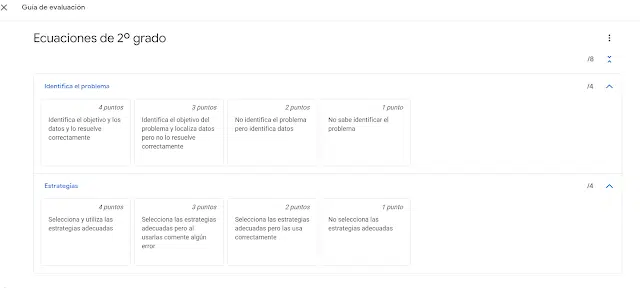 Guía de evaluación
Ecuaciones de 2º grado
/8
Identifica el problema
/4
4 puntos
Identifica el objetivo y los
datos y lo resuelve
correctamente
3 puntos
Identifica el objetivo del
problema y localiza datos
pero no lo resuelve
correctamente
2 puntos
No identifica el problema
pero identifica datos
1 punto
No sabe identificar el
problema
Estrategias
/4
4 puntos
Selecciona y utiliza las
estrategias adecuadas
3 puntos
Selecciona las estrategias
adecuadas pero al
usarlas comente algún
error
2 puntos
Selecciona las estrategias
adecuadas pero las usa
correctamente
1 punto
No selecciona las
estrategias adecuadas